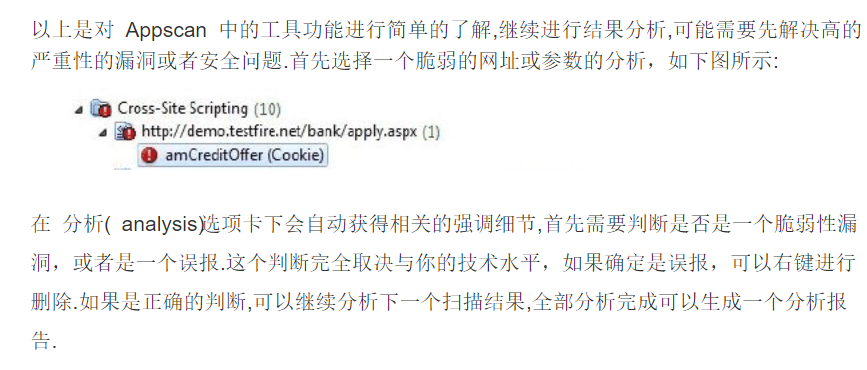 以上是对 Appscan 中的工具功能进行简单的了解,继续进行结果分析,可能需要先解决高的
严重性的漏洞或者安全问题.首先选择一个脆弱的网址或参数的分析，如下图所示:
Cross-Site Scripting (10)
http://demo.testfire.net/bank/apply.aspx (1)
amCreditOffer (Cookie)
在 分析( analysis)选项卡下会自动获得相关的强调细节,首先需要判断是否是一个脆弱性漏
洞，或者是一个误报.这个判断完全取决与你的技术水平，如果确定是误报，可以右键进行
删除.如果是正确的判断,可以继续分析下一个扫描结果,全部分析完成可以生成一个分析报
告.